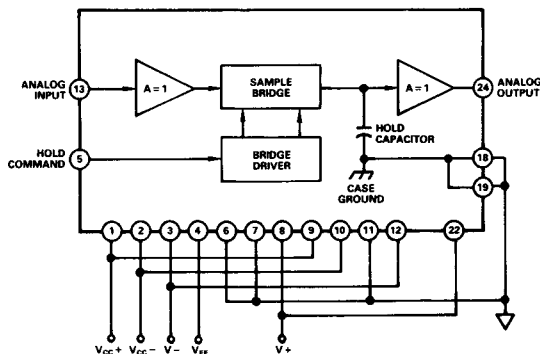 ANALOG
INPUT
13
A = 1
SAMPLE
BRIDGE
A = 1
24
ANALOG
OUTPUT
HOLD
COMMAND
5
BRIDGE
DRIVER
HOLD
CAPACITOR
CASE
GROUND
18
19
1 2 3 4 6 7 8 9 10 11 12 22
VCC+ VCC− V− VEE V+